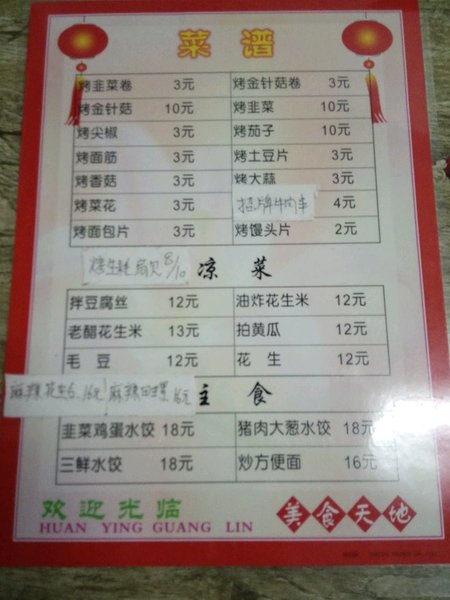 菜 谱
烤韭菜卷 3元 烤金针菇卷 3元
烤金针菇 10元 烤韭菜 10元
烤尖椒 3元 烤茄子 10元
烤面筋 3元 烤土豆片 3元
烤香菇 3元 烤大蒜 3元
烤菜花 3元 招牌牛肉串 4元
烤面包片 3元 烤馒头片 2元
烤生蚝 扇贝 8/10 凉 菜
拌豆腐丝 12元 油炸花生米 12元
老醋花生米 13元 拍黄瓜 12元
毛 豆 12元 花 生 12元
麻辣花生 16元 麻辣田螺 16元 主 食
韭菜鸡蛋水饺 18元 猪肉大葱水饺 18元
三鲜水饺 18元 炒方便面 16元
欢迎光临 美食天地
HUAN YING GUANG LIN